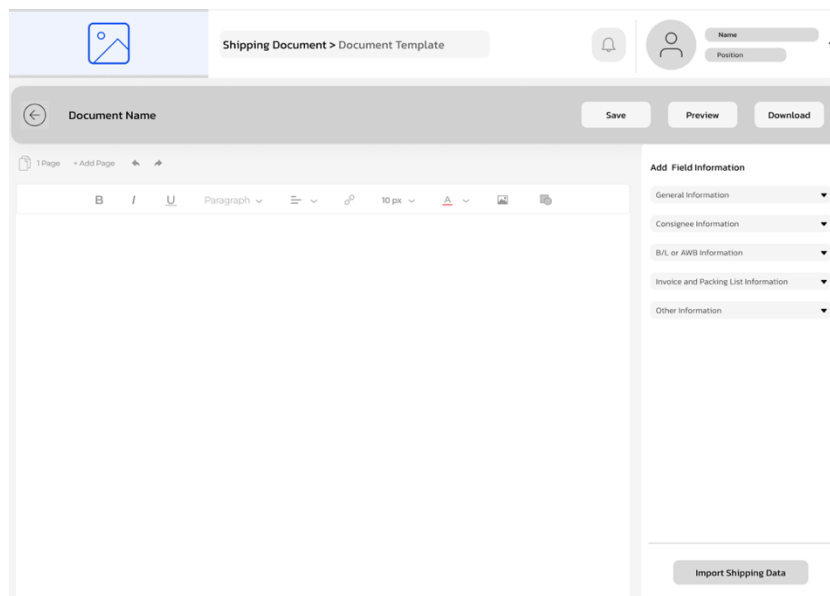 Shipping Document > Document Template
Name
Position
Document Name
Save
Preview
Download
1 Page
+ Add Page
B
I
U
Paragraph
10 px
A
Add Field Information
General Information
Consignee Information
B/L or AWB Information
Invoice and Packing List Information
Other Information
Import Shipping Data